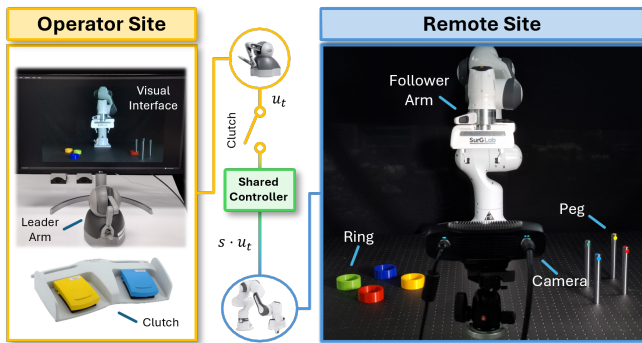 Operator Site
Remote Site
Visual
Interface
Leader
Arm
Clutch
u_t
Clutch
Shared
Controller
s · u_t
Follower
Arm
SurGLab
Peg
Ring
Camera